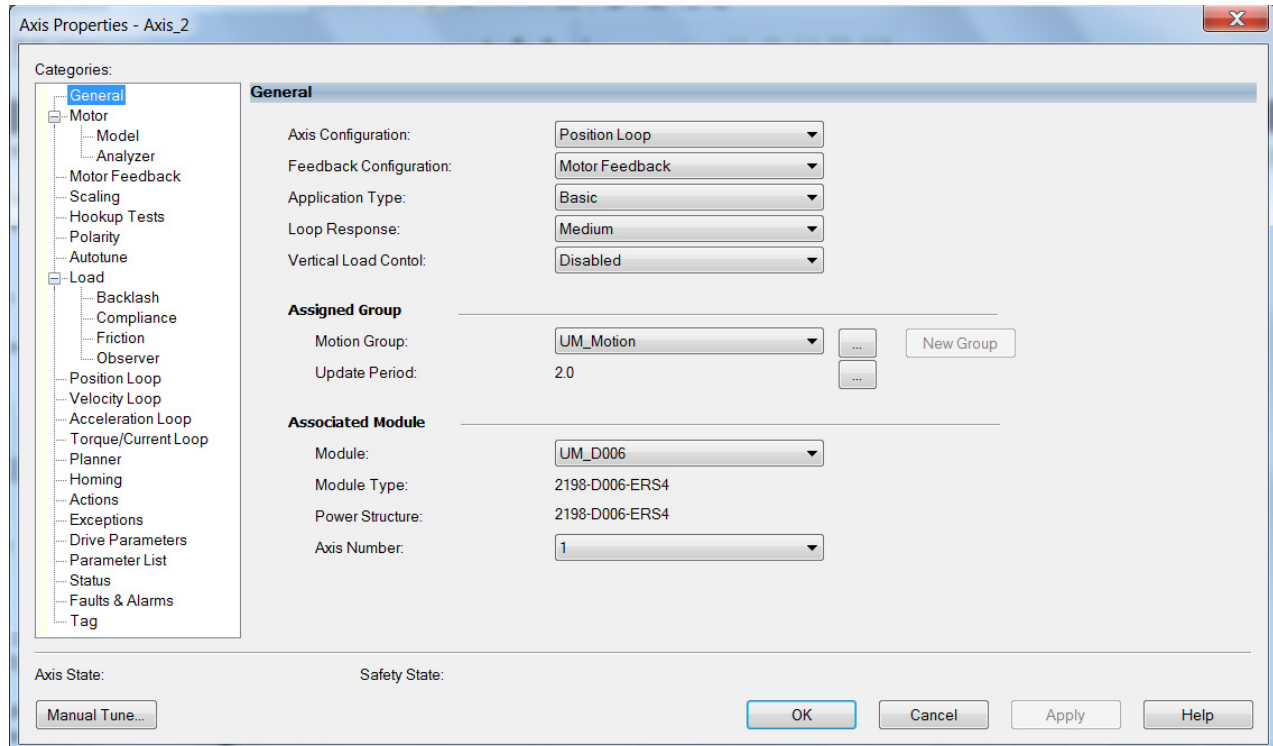 Axis Properties - Axis_2
X
Categories:
General
Motor
Model
Analyzer
Motor Feedback
Scaling
Hookup Tests
Polarity
Autotune
Load
Backlash
Compliance
Friction
Observer
Position Loop
Velocity Loop
Acceleration Loop
Torque/Current Loop
Planner
Homing
Actions
Exceptions
Drive Parameters
Parameter List
Status
Faults & Alarms
Tag
General
Axis Configuration: Position Loop
Feedback Configuration: Motor Feedback
Application Type: Basic
Loop Response: Medium
Vertical Load Contol: Disabled
Assigned Group
Motion Group: UM_Motion ... New Group
Update Period: 2.0 ...
Associated Module
Module: UM_D006
Module Type: 2198-D006-ERS4
Power Structure: 2198-D006-ERS4
Axis Number: 1
Axis State: Safety State:
Manual Tune... OK Cancel Apply Help